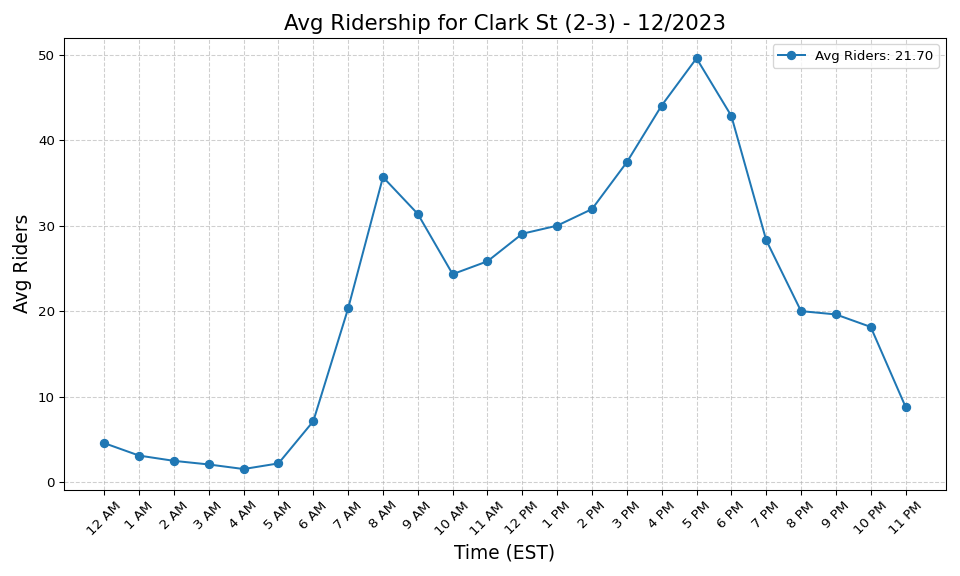 Avg Ridership for Clark St (2-3) - 12/2023
Avg Riders: 21.70
Avg Riders
50
40
30
20
10
0
12 AM
1 AM
2 AM
3 AM
4 AM
5 AM
6 AM
7 AM
8 AM
9 AM
10 AM
11 AM
12 PM
1 PM
2 PM
3 PM
4 PM
5 PM
6 PM
7 PM
8 PM
9 PM
10 PM
11 PM
Time (EST)